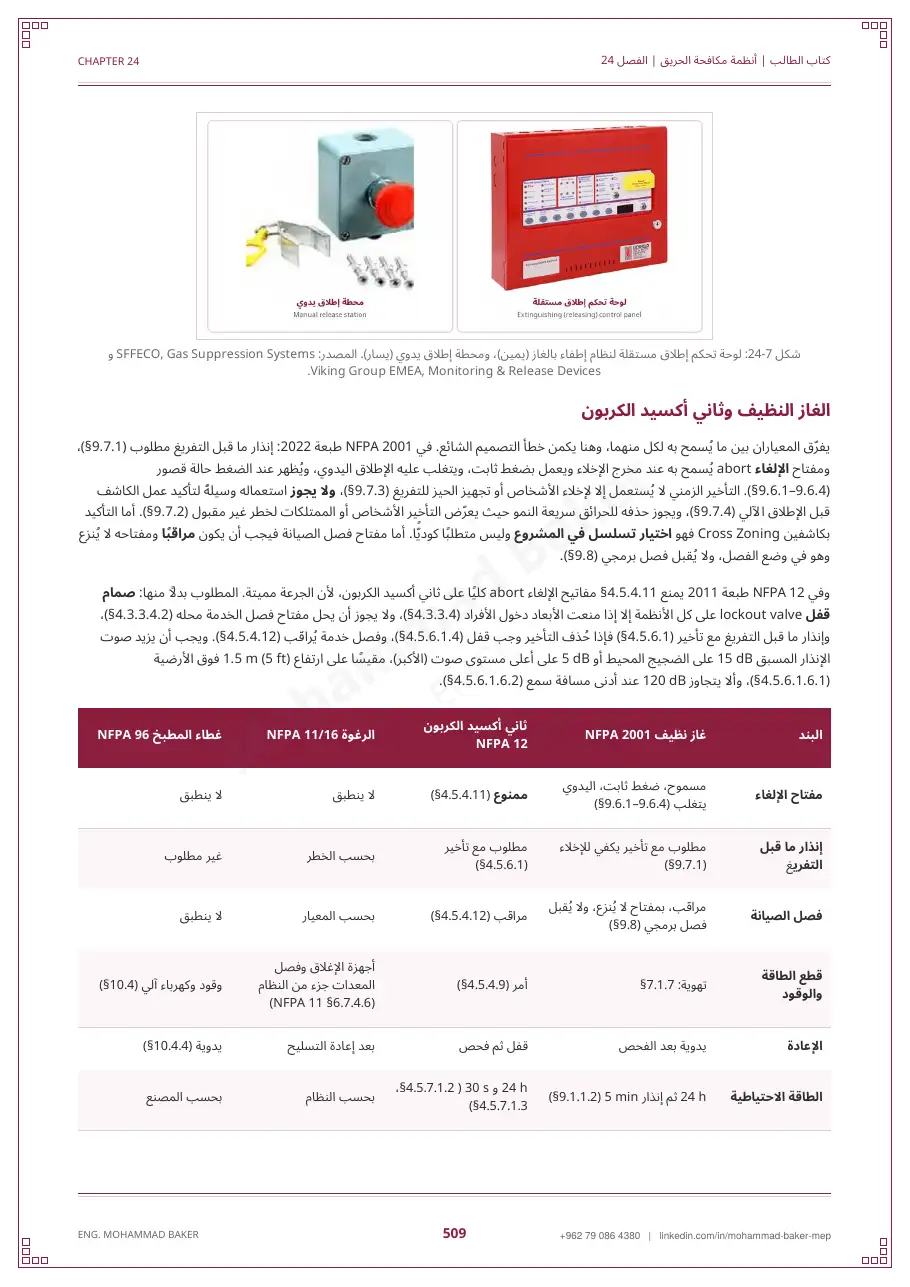 كتاب الطالب | أنظمة مكافحة الحريق | الفصل 24
CHAPTER 24
لوحة تحكم إطلاق مستقلة
Extinguishing (releasing) control panel
محطة إطلاق يدوي
Manual release station
شكل 7-24: لوحة تحكم إطلاق مستقلة لنظام إطفاء بالغاز (يمين)، ومحطة إطلاق يدوي (يسار). المصدر: SFFECO, Gas Suppression Systems و
Viking Group EMEA, Monitoring & Release Devices.
الغاز النظيف وثاني أكسيد الكربون
يفرّق المعياران بين ما يُسمح به لكل منهما، وهنا يكمن خطأ التصميم الشائع. في NFPA 2001 طبعة 2022: إنذار ما قبل التفريغ مطلوب (§9.7.1)،
ومفتاح الإلغاء abort يُسمح به عند مخرج الإخلاء ويعمل بضغط ثابت، ويتغلب عليه الإطلاق اليدوي، ويُظهر عند الضغط حالة قصور
(§9.6.1–9.6.4). التأخير الزمني لا يُستعمل إلا لإخلاء الأشخاص أو تجهيز الحيز للتفريغ (§9.7.3)، ولا يجوز استعماله وسيلةً لتأكيد عمل الكاشف
قبل الإطلاق الآلي (§9.7.4)، ويجوز حذفه للحرائق سريعة النمو حيث يعرّض التأخير الأشخاص أو الممتلكات لخطر غير مقبول (§9.7.2). أما التأكيد
بكاشفين Cross Zoning فهو اختيار تسلسل في المشروع وليس متطلبًا كوديًّا. أما مفتاح فصل الصيانة فيجب أن يكون مراقبًا ومفتاحه لا يُنزع
وهو في وضع الفصل، ولا يُقبل فصل برمجي (§9.8).
وفي NFPA 12 طبعة 2011 يمنع §4.5.4.11 مفاتيح الإلغاء abort كليًا على ثاني أكسيد الكربون، لأن الجرعة مميتة. المطلوب بدلًا منها: صمام
قفل lockout valve على كل الأنظمة إلا إذا منعت الأبعاد دخول الأفراد (§4.3.3.4)، ولا يجوز أن يحل مفتاح فصل الخدمة محله (§4.3.3.4.2)،
وإنذار ما قبل التفريغ مع تأخير (§4.5.6.1) فإذا حُذف التأخير وجب قفل (§4.5.6.1.4)، وفصل خدمة يُراقب (§4.5.4.12). ويجب أن يزيد صوت
الإنذار المسبق 15 dB على الضجيج المحيط أو 5 dB على أعلى مستوى صوت (الأكبر)، مقيسًا على ارتفاع 1.5 m (5 ft) فوق الأرضية
(§4.5.6.1.6.1)، وألا يتجاوز 120 dB عند أدنى مسافة سمع (§4.5.6.1.6.2).
البند | غاز نظيف NFPA 2001 | ثاني أكسيد الكربون NFPA 12 | الرغوة NFPA 11/16 | غطاء المطبخ NFPA 96
مفتاح الإلغاء | مسموح، ضغط ثابت، اليدوي يتغلب (§9.6.1–9.6.4) | ممنوع (§4.5.4.11) | لا ينطبق | لا ينطبق
إنذار ما قبل التفريغ | مطلوب مع تأخير يكفي للإخلاء (§9.7.1) | مطلوب مع تأخير (§4.5.6.1) | بحسب الخطر | غير مطلوب
فصل الصيانة | مراقب، بمفتاح لا يُنزع، ولا يُقبل فصل برمجي (§9.8) | مراقب (§4.5.4.12) | بحسب المعيار | لا ينطبق
قطع الطاقة والوقود | تهوية: §7.1.7 | أمر (§4.5.4.9) | أجهزة الإغلاق وفصل المعدات جزء من النظام (NFPA 11 §6.7.4.6) | وقود وكهرباء آلي (§10.4)
الإعادة | يدوية بعد الفحص | قفل ثم فحص | بعد إعادة التسليح | يدوية (§10.4.4)
الطاقة الاحتياطية | 24 h ثم إنذار 5 min (§9.1.1.2) | 24 h و 30 s (§4.5.7.1.2، §4.5.7.1.3) | بحسب النظام | بحسب المصنع
ENG. MOHAMMAD BAKER
509
+962 79 086 4380 | linkedin.com/in/mohammad-baker-mep